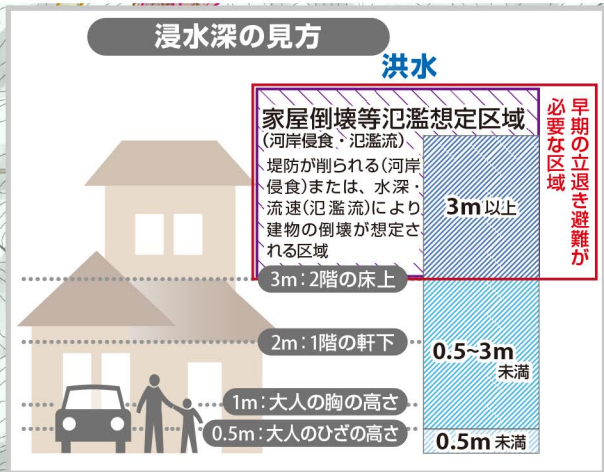 浸水深の見方
洪水
家屋倒壊等氾濫想定区域
(河岸侵食・氾濫流)
堤防が削られる(河岸
侵食)または、水深・
流速(氾濫流)により
建物の倒壊が想定さ
れる区域
3m以上
早期の立退き避難が
必要な区域
3m:2階の床上
2m:1階の軒下
0.5~3m
未満
1m:大人の胸の高さ
0.5m:大人のひざの高さ
0.5m未満